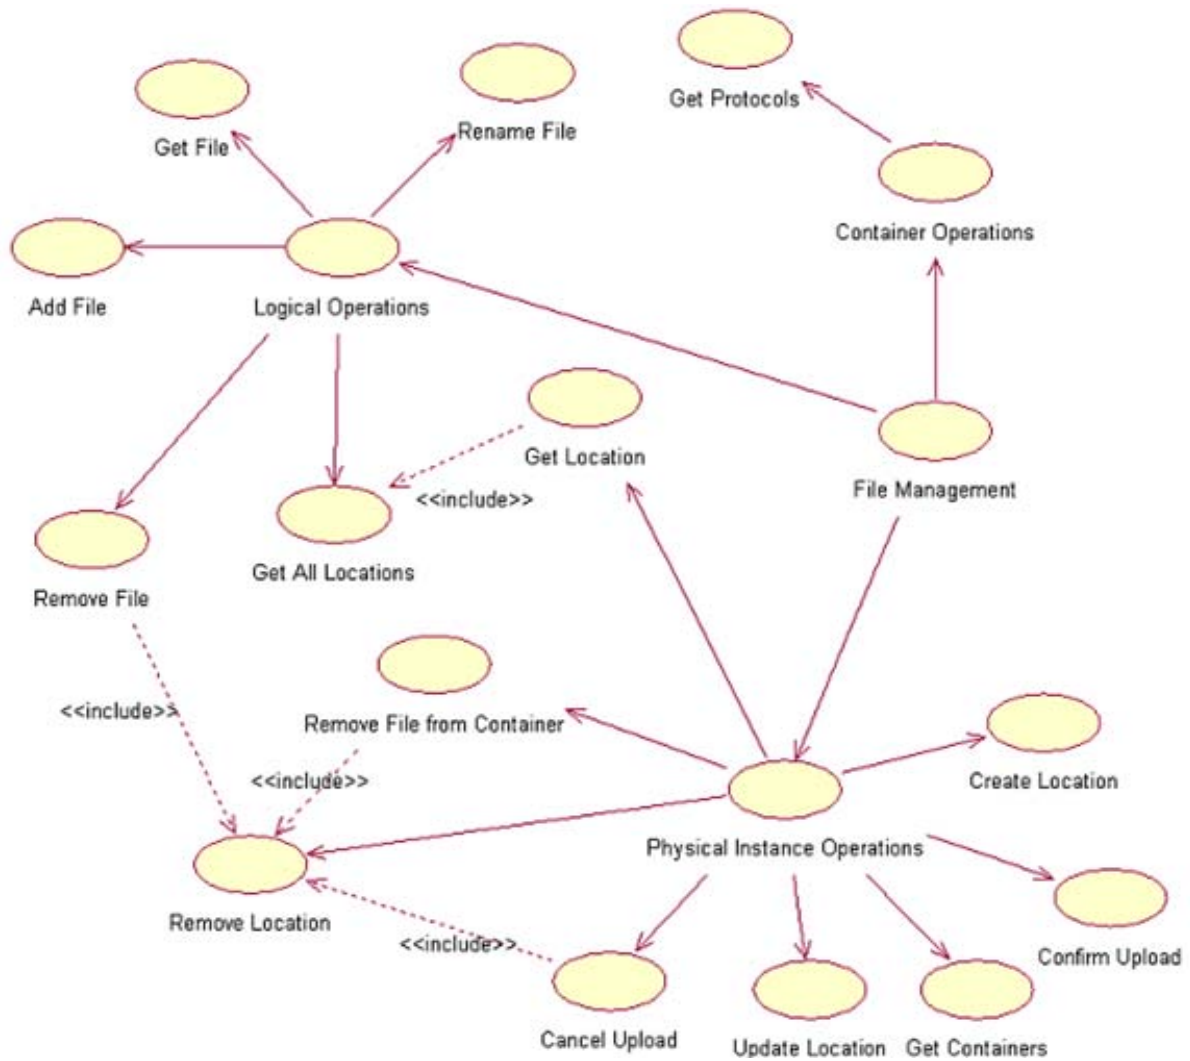 Get Protocols
Rename File
Get File
Container Operations
Add File
Logical Operations
Get Location
File Management
<<include>>
Get All Locations
Remove File
<<include>>
Remove File from Container
<<include>>
Create Location
Physical Instance Operations
Remove Location
<<include>>
Confirm Upload
Cancel Upload
Update Location
Get Containers